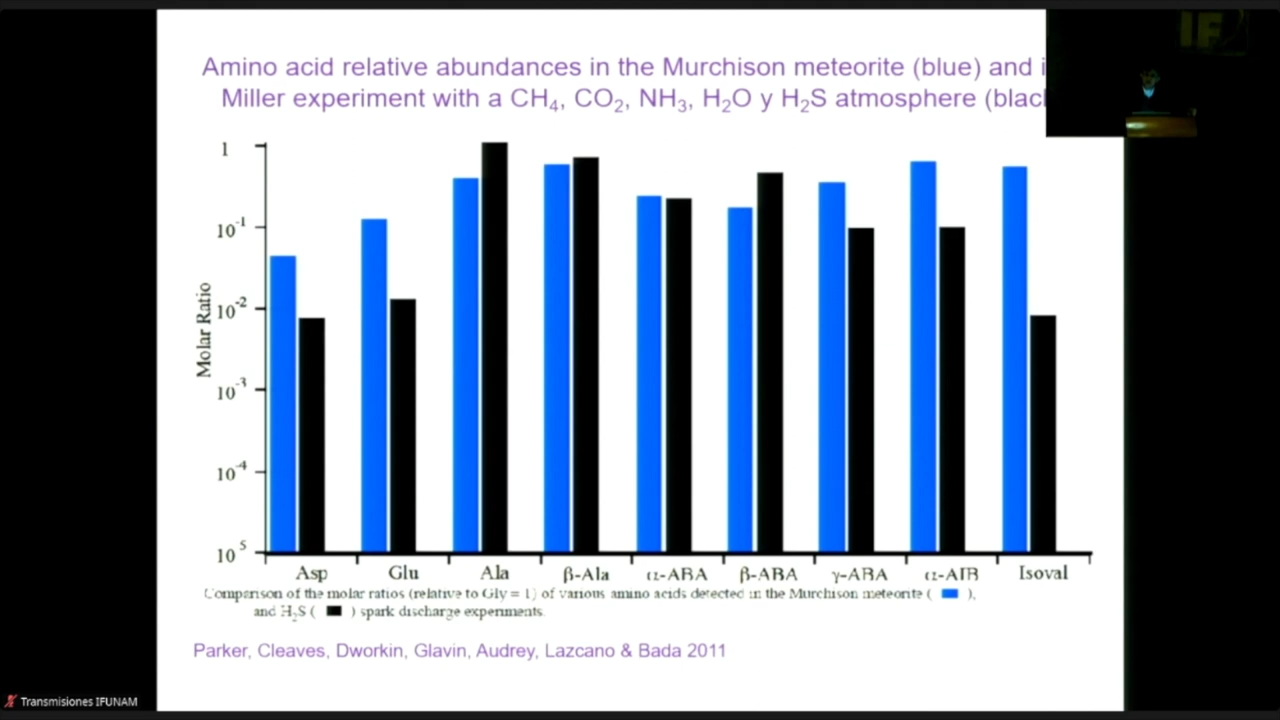 Amino acid relative abundances in the Murchison meteorite (blue) and
Miller experiment with a CH₄, CO₂, NH₃, H₂O y H₂S atmosphere
IF
1
10⁻¹
10⁻²
10⁻³
10⁻⁴
10⁵
Molar Ratio
Asp Glu Ala β-Ala α-ABA β-ABA γ-ABA α-AIB Isoval
Comparison of the molar ratios (relative to Gly = 1) of various amino acids detected in the Murchison meteorite ( ),
and H₂S ( ) spark discharge experiments.
Parker, Cleaves, Dworkin, Glavin, Audrey, Lazcano & Bada 2011
Transmisiones IFUNAM